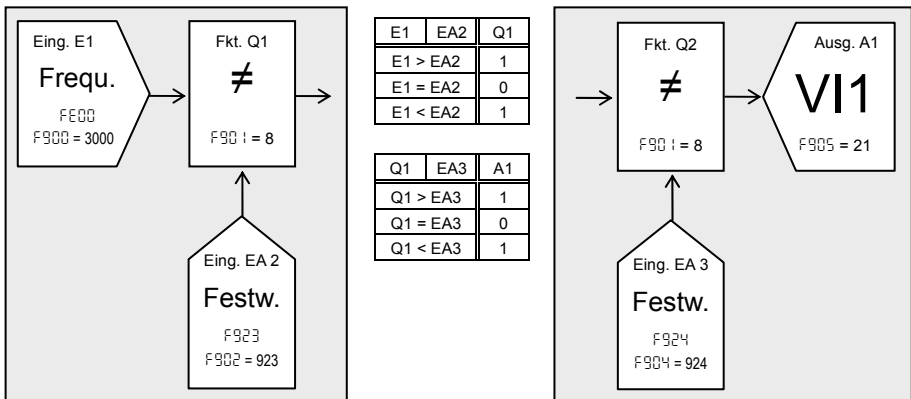 Eing. E1
Frequ.
FE00
F900 = 3000
Fkt. Q1
≠
F901 = 8
Eing. EA 2
Festw.
F923
F902 = 923
E1 EA2 Q1
E1 > EA2 1
E1 = EA2 0
E1 < EA2 1
Q1 EA3 A1
Q1 > EA3 1
Q1 = EA3 0
Q1 < EA3 1
Fkt. Q2
≠
F901 = 8
Ausg. A1
VI1
F905 = 21
Eing. EA 3
Festw.
F924
F904 = 924